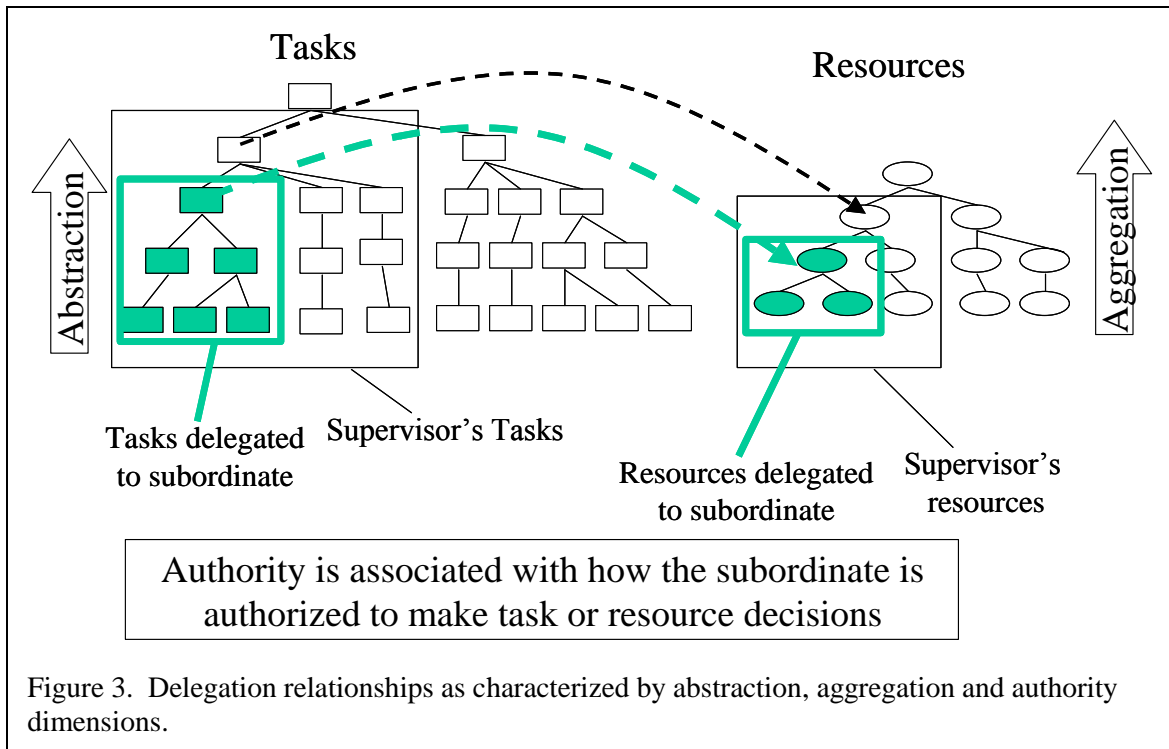 Tasks
Resources
Abstraction
Aggregation
Tasks delegated
to subordinate
Supervisor's Tasks
Resources delegated
to subordinate
Supervisor's
resources
Authority is associated with how the subordinate is
authorized to make task or resource decisions
Figure 3.  Delegation relationships as characterized by abstraction, aggregation and authority
dimensions.